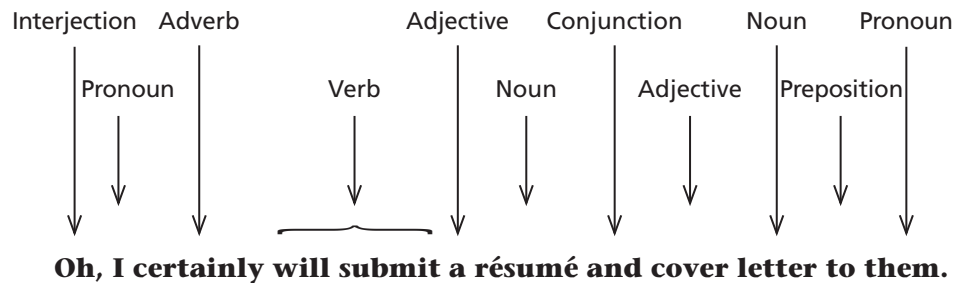 Interjection Adverb Adjective Conjunction Noun Pronoun
Pronoun Verb Noun Adjective Preposition
Oh, I certainly will submit a résumé and cover letter to them.